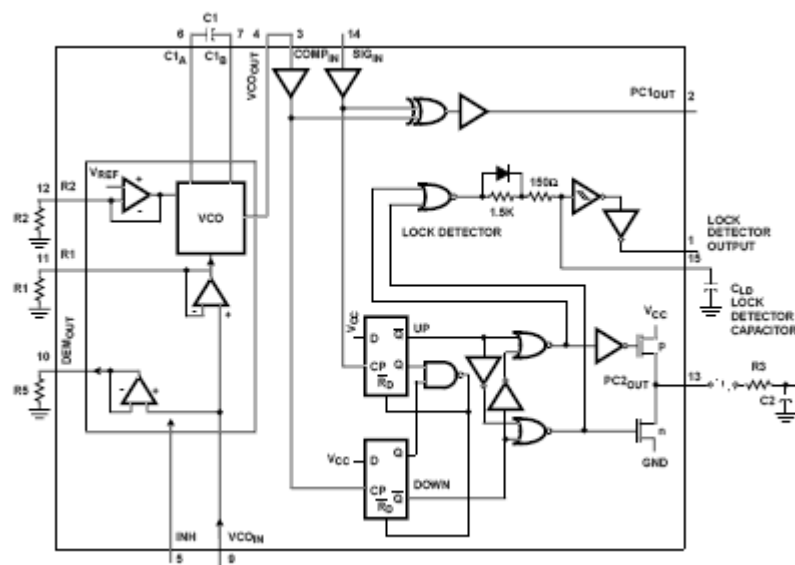 C1
6 7 4 3 14
C1A C1B VCOOUT COMPIN SIGIN
PC1OUT 2
VREF
12 R2
R2
VCO
150Ω
1.5K
LOCK DETECTOR
LOCK DETECTOR OUTPUT
1
15
11 R1
R1
CLD
LOCK DETECTOR CAPACITOR
VCC
D Q̅ UP
CP Q
R̅D
VCC
p
10 DEMOUT
R5
PC2OUT 13
R3
C2
VCC
D Q
CP Q̅ DOWN
R̅D
n
GND
INH VCOIN
5 9